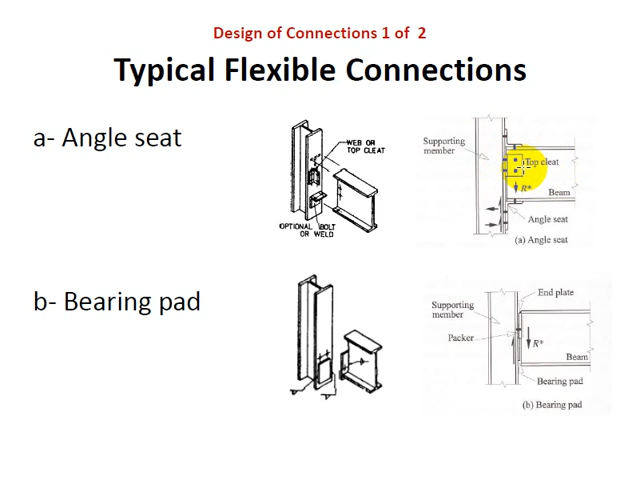 Design of Connections 1 of 2
Typical Flexible Connections
a- Angle seat
WEB OR
TOP CLEAT
OPTIONAL BOLT
OR WELD
Supporting
member
Top cleat
R*
Beam
Angle seat
(a) Angle seat
b- Bearing pad
End plate
Supporting
member
Packer
R*
Beam
Bearing pad
(b) Bearing pad